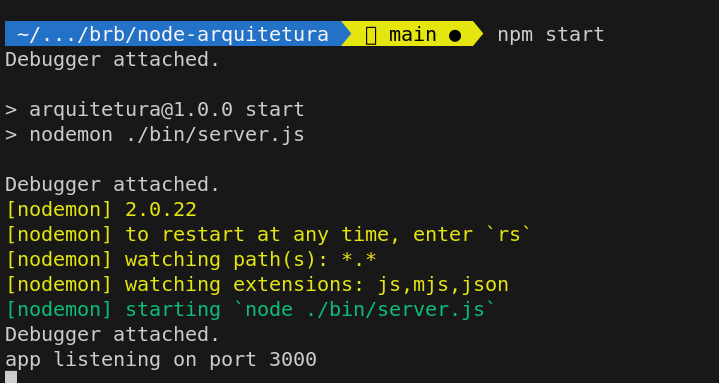 ~/.../brb/node-arquitetura main ● npm start
Debugger attached.
> arquitetura@1.0.0 start
> nodemon ./bin/server.js
Debugger attached.
[nodemon] 2.0.22
[nodemon] to restart at any time, enter `rs`
[nodemon] watching path(s): *.*
[nodemon] watching extensions: js,mjs,json
[nodemon] starting `node ./bin/server.js`
Debugger attached.
app listening on port 3000